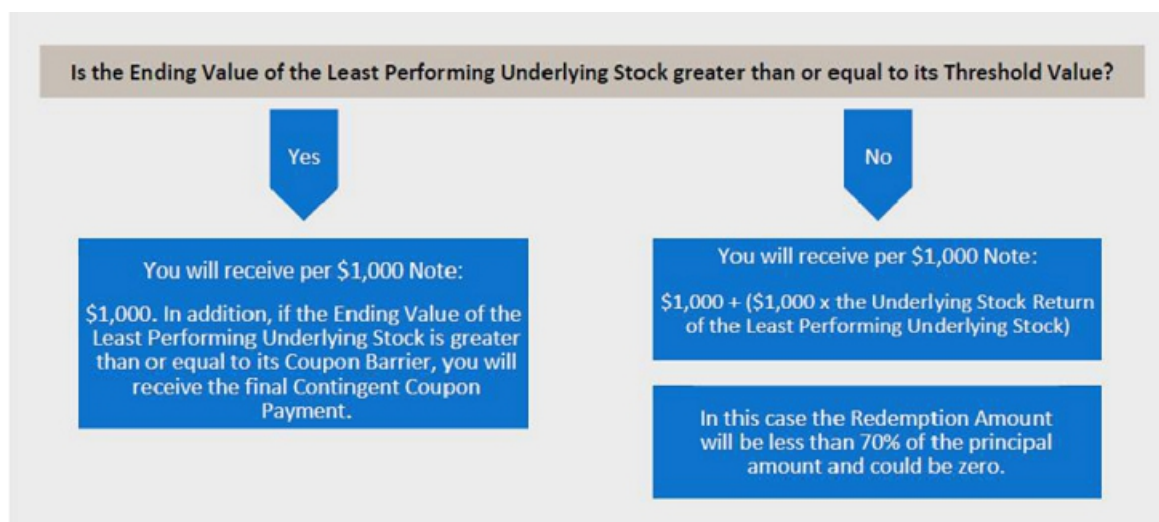 Is the Ending Value of the Least Performing Underlying Stock greater than or equal to its Threshold Value?
Yes
No
You will receive per $1,000 Note:
$1,000. In addition, if the Ending Value of the
Least Performing Underlying Stock is greater
than or equal to its Coupon Barrier, you will
receive the final Contingent Coupon
Payment.
You will receive per $1,000 Note:
$1,000 + ($1,000 x the Underlying Stock Return
of the Least Performing Underlying Stock)
In this case the Redemption Amount
will be less than 70% of the principal
amount and could be zero.